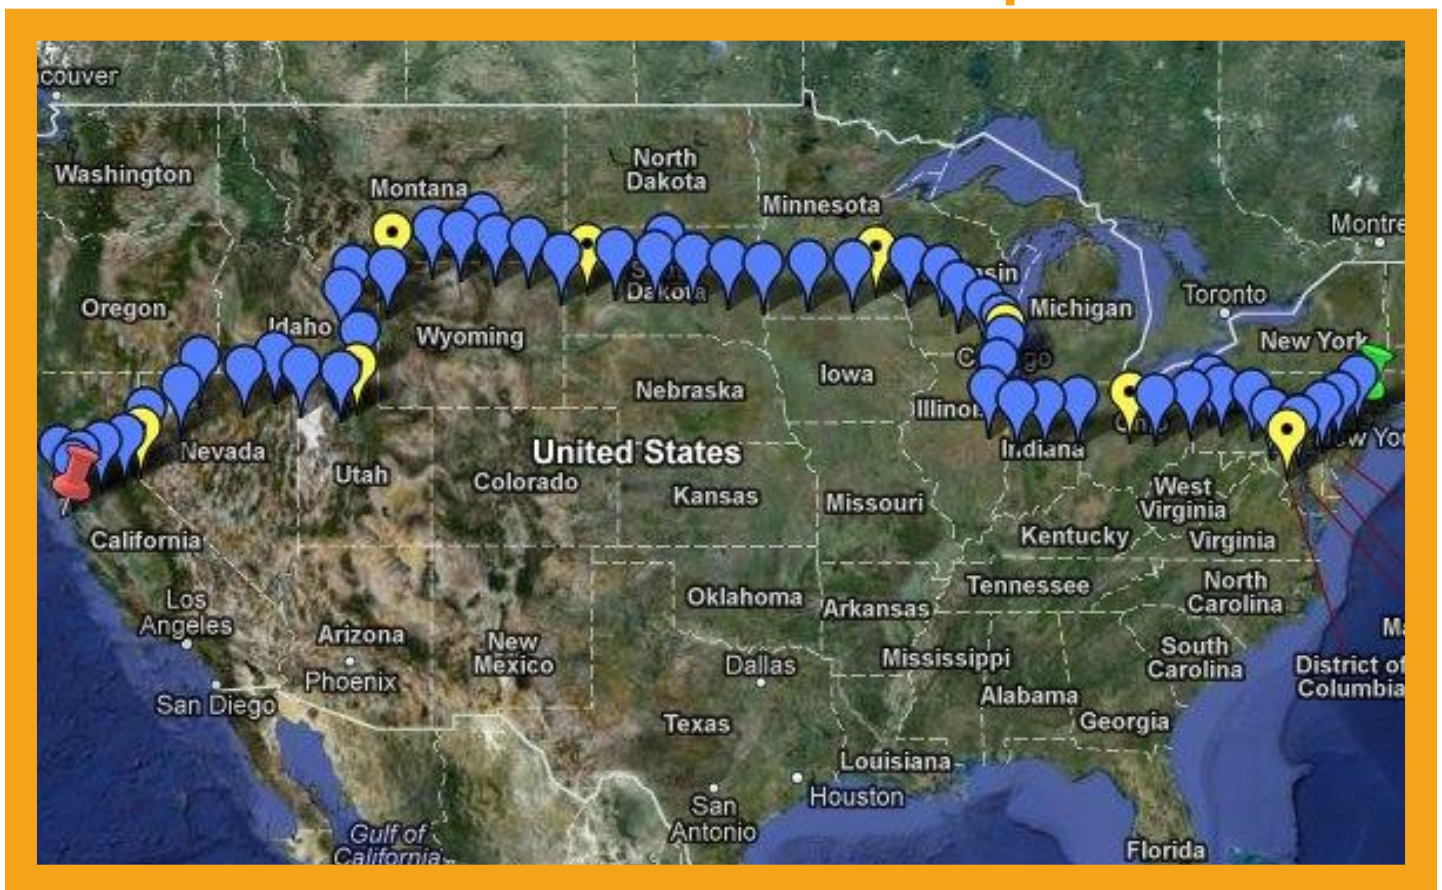 couver
Washington
Montana
North
Dakota
Minnesota
Montre
Oregon
Idaho
Wyoming
Dakota
sin
Michigan
Toronto
New York
Nebraska
Iowa
Illino
Ohio
Indiana
Nevada
Utah
United States
Colorado
Kansas
Missouri
West
Virginia
California
Kentucky
Virginia
Los
Angeles
Arizona
New
Mexico
Oklahoma
Arkansas
Tennessee
North
Carolina
Phoenix
San Diego
Dallas
Mississippi
South
Carolina
District of
Columbia
Alabama
Georgia
Texas
Louisiana
Houston
San
Antonio
Gulf of
California
Florida